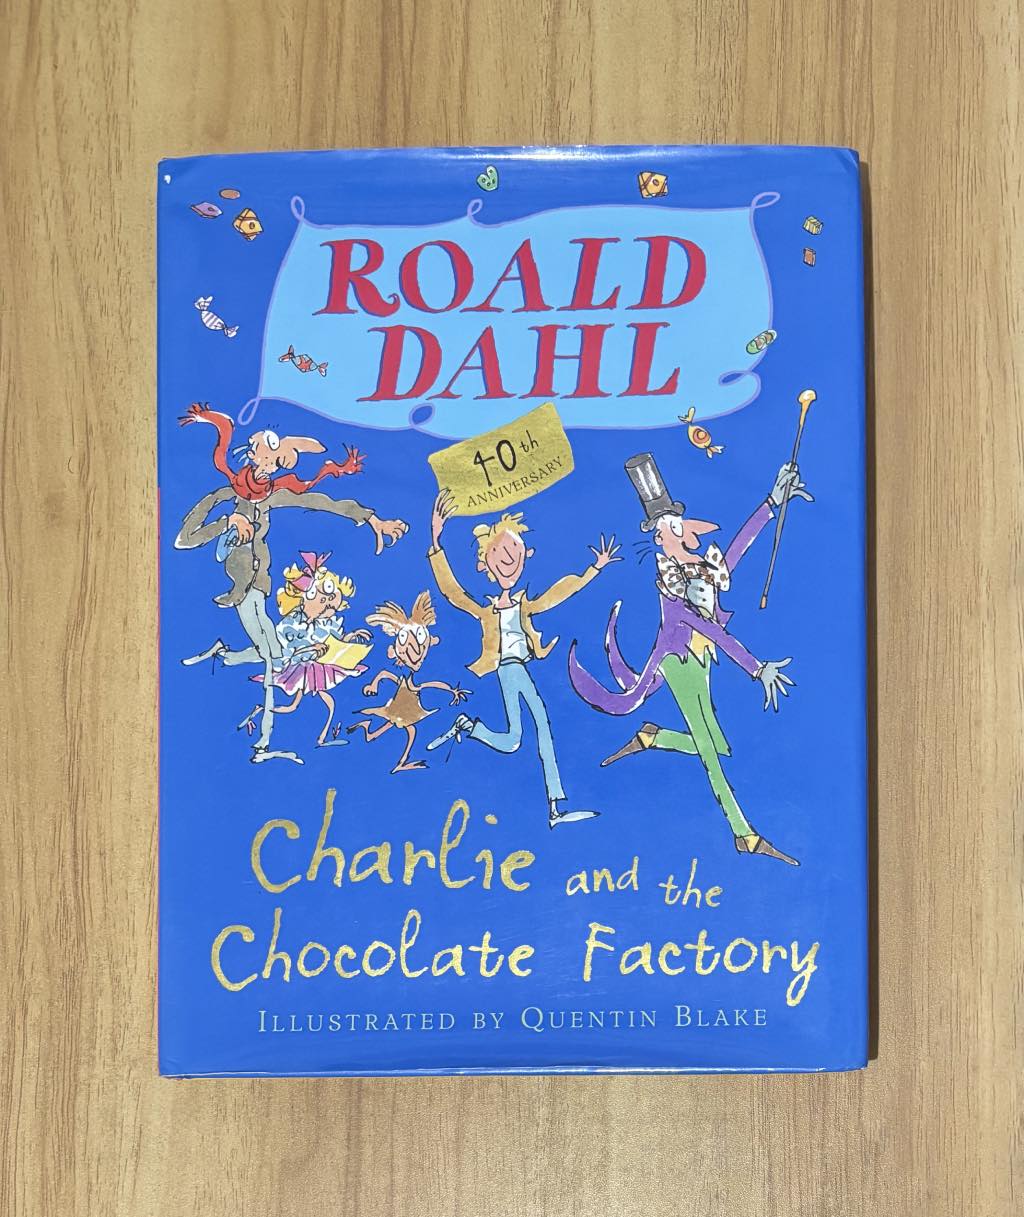 ROALD
DAHL
40th
ANNIVERSARY
Charlie and the
Chocolate Factory
ILLUSTRATED BY QUENTIN BLAKE